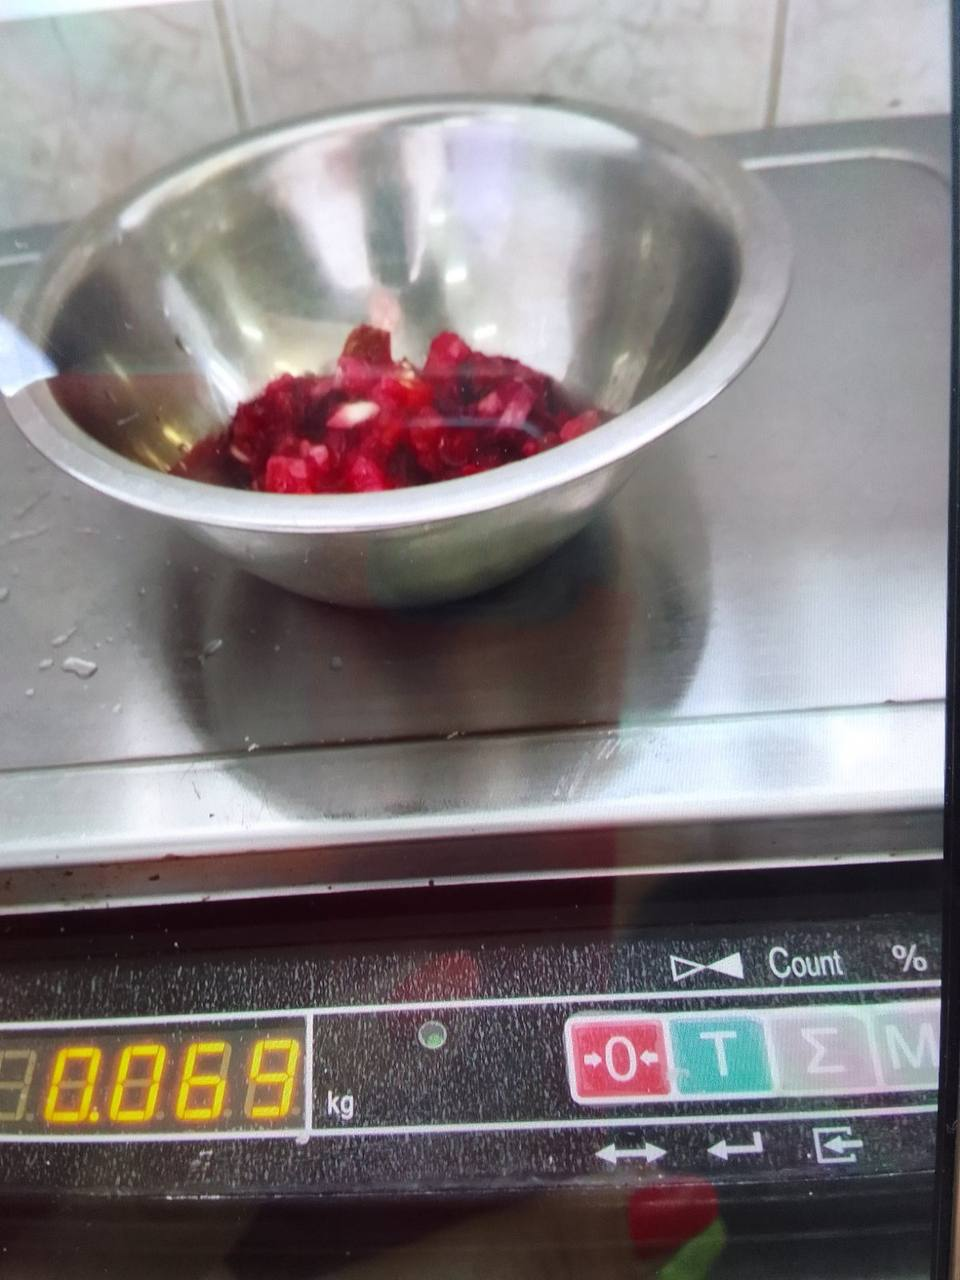 Count %
0.069 kg
→0← T Σ M